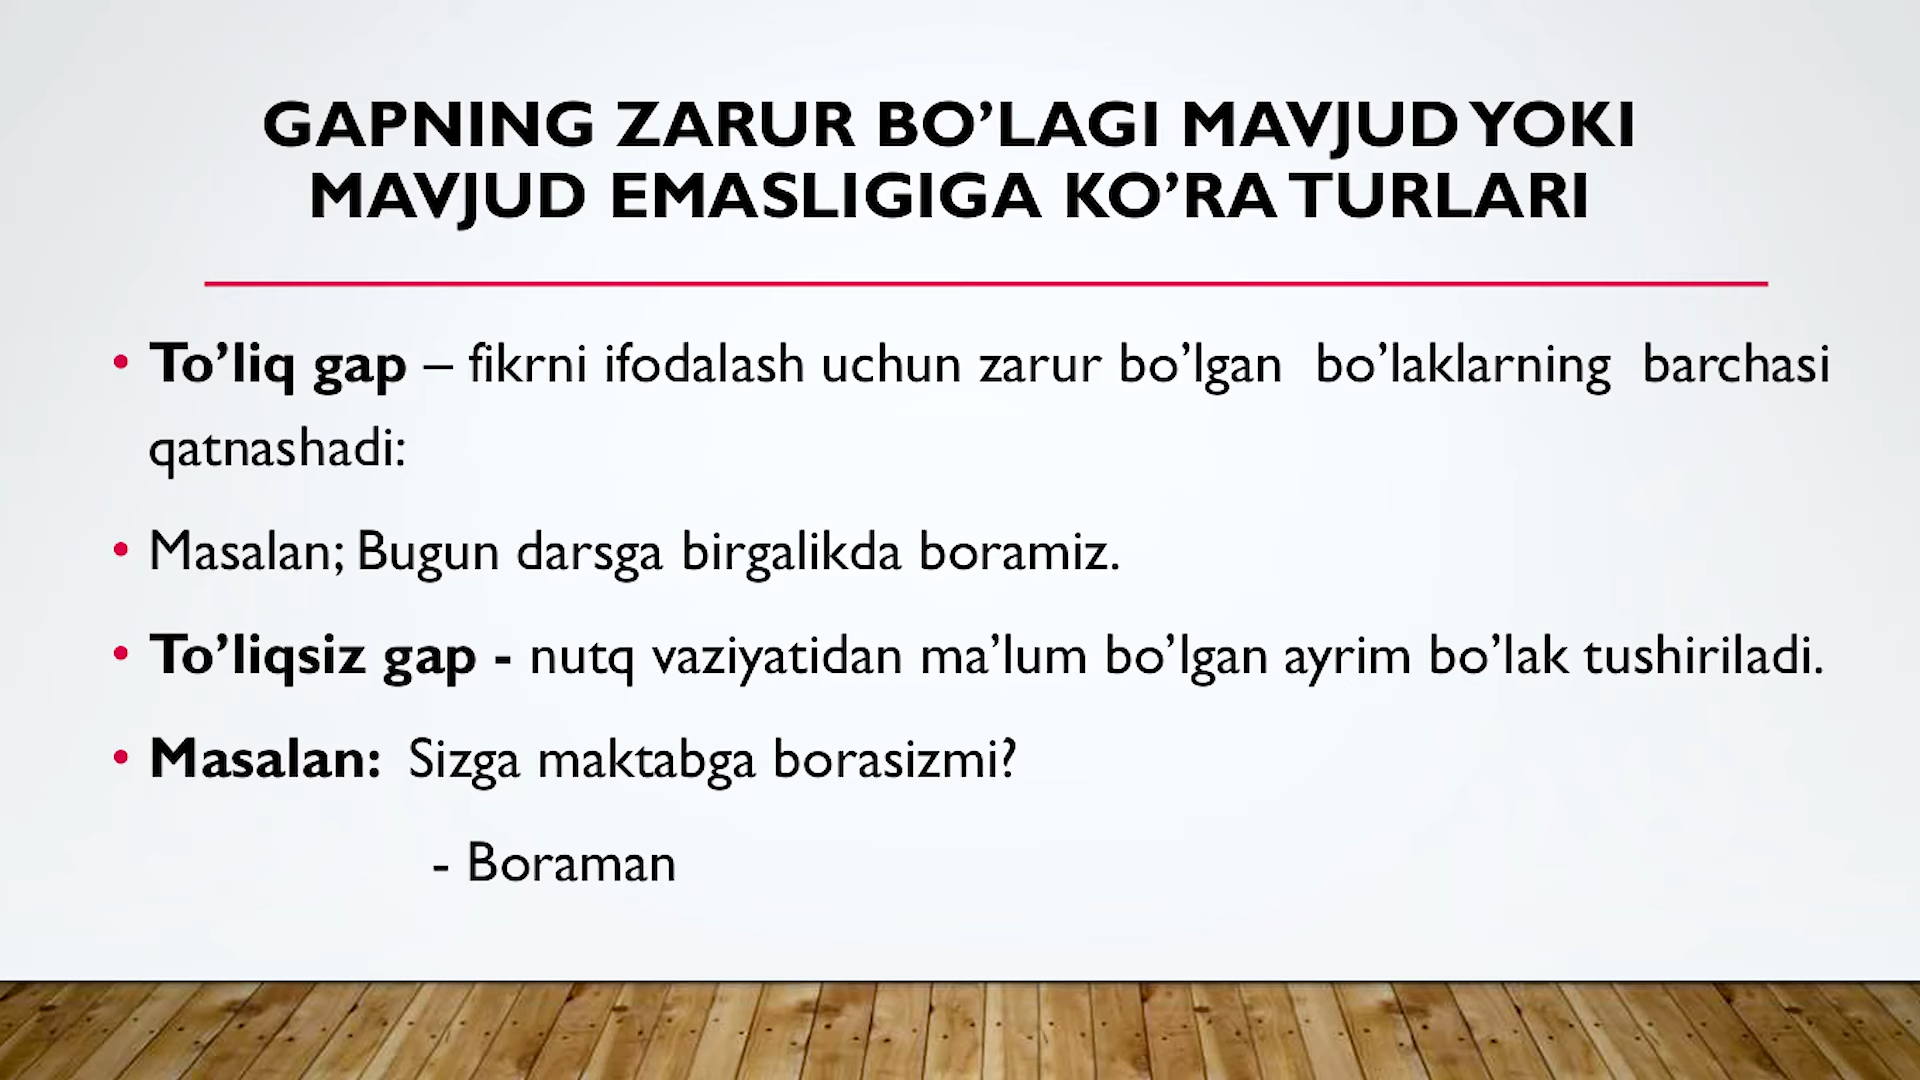 GAPNING ZARUR BO’LAGI MAVJUD YOKI
MAVJUD EMASLIGIGA KO’RA TURLARI
• To’liq gap – fikrni ifodalash uchun zarur bo’lgan bo’laklarning barchasi
qatnashadi:
• Masalan; Bugun darsga birgalikda boramiz.
• To’liqsiz gap - nutq vaziyatidan ma’lum bo’lgan ayrim bo’lak tushiriladi.
• Masalan: Sizga maktabga borasizmi?
- Boraman